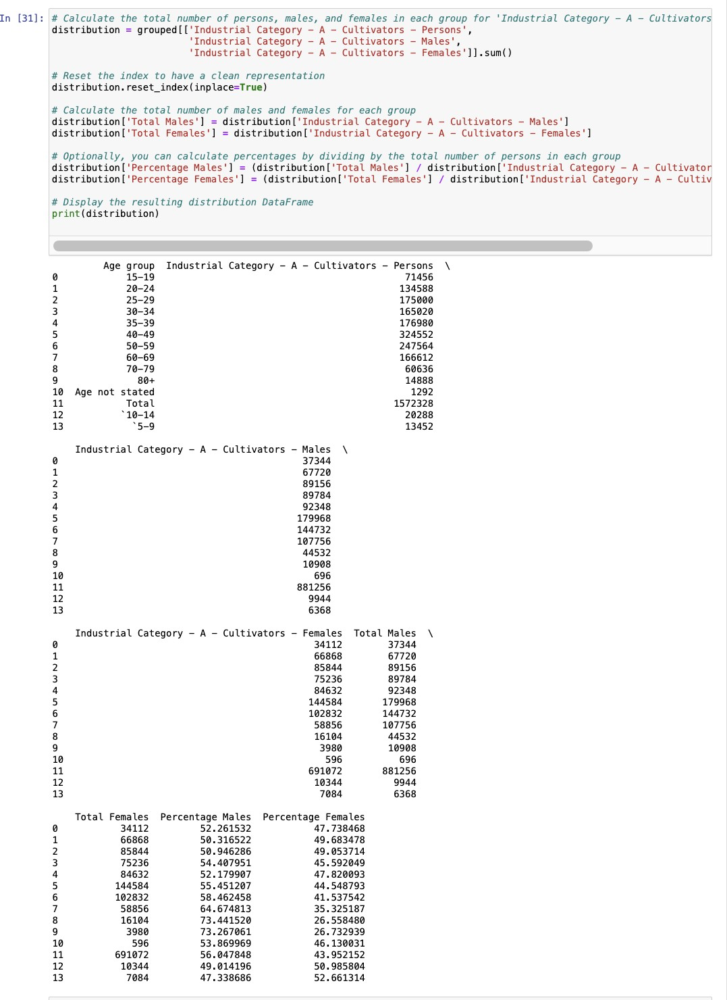 In [31]: # Calculate the total number of persons, males, and females in each group for 'Industrial Category - A - Cultivators
distribution = grouped[['Industrial Category - A - Cultivators - Persons',
'Industrial Category - A - Cultivators - Males',
'Industrial Category - A - Cultivators - Females']].sum()
# Reset the index to have a clean representation
distribution.reset_index(inplace=True)
# Calculate the total number of males and females for each group
distribution['Total Males'] = distribution['Industrial Category - A - Cultivators - Males']
distribution['Total Females'] = distribution['Industrial Category - A - Cultivators - Females']
# Optionally, you can calculate percentages by dividing by the total number of persons in each group
distribution['Percentage Males'] = (distribution['Total Males'] / distribution['Industrial Category - A - Cultivator
distribution['Percentage Females'] = (distribution['Total Females'] / distribution['Industrial Category - A - Cultiv
# Display the resulting distribution DataFrame
print(distribution)
Age group Industrial Category - A - Cultivators - Persons \
0 15-19 71456
1 20-24 134588
2 25-29 175000
3 30-34 165020
4 35-39 176980
5 40-49 324552
6 50-59 247564
7 60-69 166612
8 70-79 60636
9 80+ 14888
10 Age not stated 1292
11 Total 1572328
12 `10-14 20288
13 `5-9 13452
Industrial Category - A - Cultivators - Males \
0 37344
1 67720
2 89156
3 89784
4 92348
5 179968
6 144732
7 107756
8 44532
9 10908
10 696
11 881256
12 9944
13 6368
Industrial Category - A - Cultivators - Females Total Males \
0 34112 37344
1 66868 67720
2 85844 89156
3 75236 89784
4 84632 92348
5 144584 179968
6 102832 144732
7 58856 107756
8 16104 44532
9 3980 10908
10 596 696
11 691072 881256
12 10344 9944
13 7084 6368
Total Females Percentage Males Percentage Females
0 34112 52.261532 47.738468
1 66868 50.316522 49.683478
2 85844 50.946286 49.053714
3 75236 54.407951 45.592049
4 84632 52.179907 47.820093
5 144584 55.451207 44.548793
6 102832 58.462458 41.537542
7 58856 64.674813 35.325187
8 16104 73.441520 26.558480
9 3980 73.267061 26.732939
10 596 53.869969 46.130031
11 691072 56.047848 43.952152
12 10344 49.014196 50.985804
13 7084 47.338686 52.661314